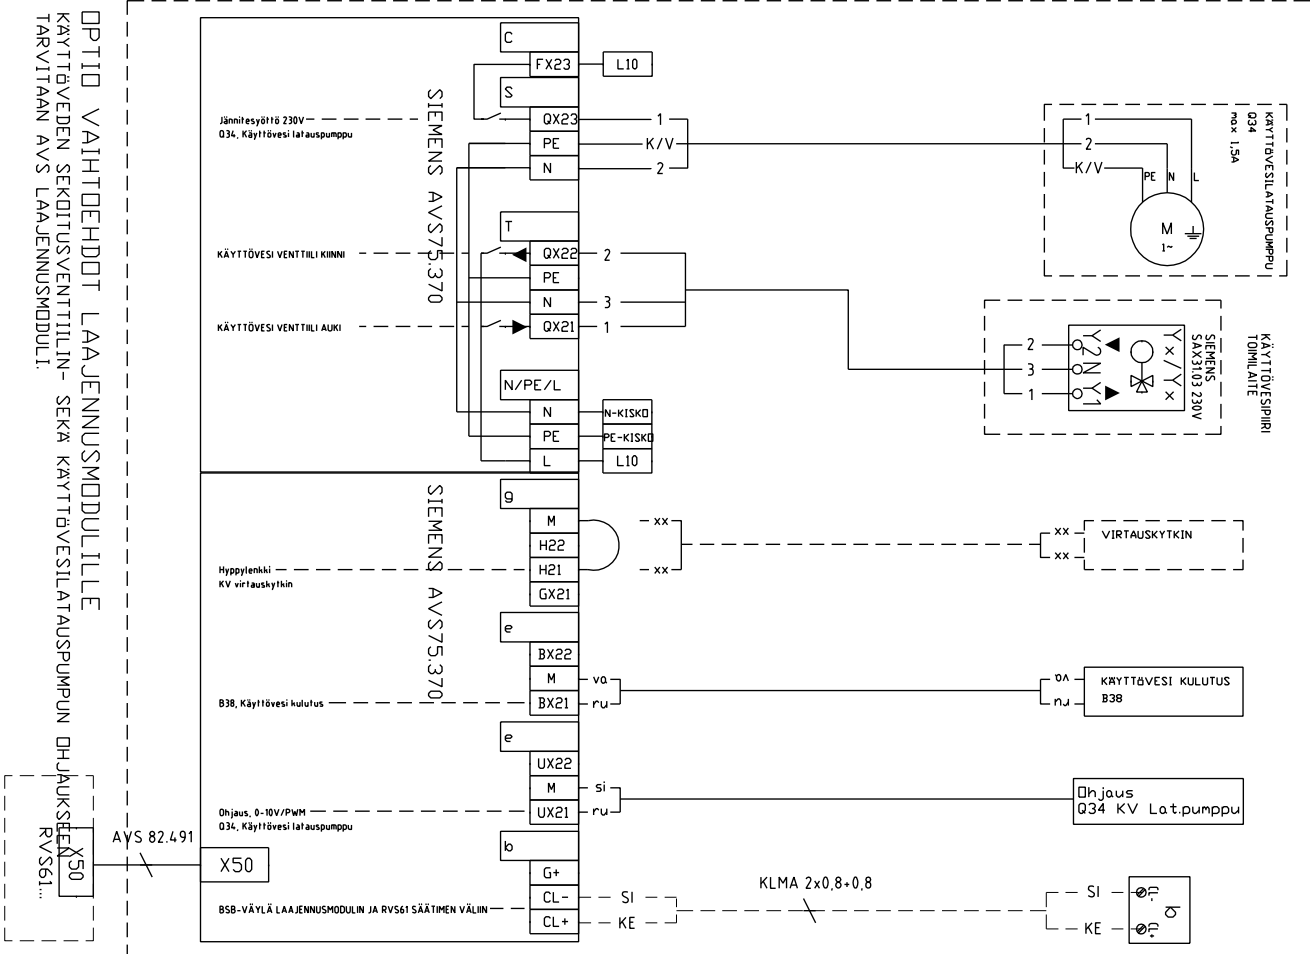 OPTIO VAIHTOEHDOT LAAJENNUSMODULILLE
KÄYTTÖVEDEN SEKOITUSVENTTIILIN- SEKÄ KÄYTTÖVESILATAUSPUMPUN OHJAUKSEEN
TARVITAAN AVS LAAJENNUSMODULI.
RVS61...
X50
AVS 82.491
X50
SIEMENS AVS75.370
C
FX23
L10
S
Jännitesyöttö 230V
Q34, Käyttövesi latauspumppu
QX23
1
PE
K/V
N
2
T
KÄYTTÖVESI VENTTIILI KIINNI
QX22
2
PE
N
3
KÄYTTÖVESI VENTTIILI AUKI
QX21
1
N/PE/L
N
N-KISKO
PE
PE-KISKO
L
L10
KÄYTTÖVESILATAUSPUMPPU
Q34
max 1,5A
1
2
K/V
PE
N
L
M
1~
KÄYTTÖVESIPIIRI
TOIMILAITE
SIEMENS
SAX31.03 230V
2
3
1
Y2
N
Y1
Yx/Yx
SIEMENS AVS75.370
g
M
xx
H22
Hyppylenkki
KV virtauskytkin
H21
xx
GX21
xx
xx
VIRTAUSKYTKIN
e
BX22
M
va
B38, Käyttövesi kulutus
BX21
ru
va
ru
KÄYTTÖVESI KULUTUS
B38
e
UX22
M
si
Ohjaus, 0-10V/PWM
Q34, Käyttövesi latauspumppu
UX21
ru
Ohjaus
Q34 KV Lat.pumppu
b
G+
CL-
SI
BSB-VÄYLÄ LAAJENNUSMODULIN JA RVS61 SÄÄTIMEN VÄLIIN
CL+
KE
KLMA 2x0,8+0,8
SI
KE
CL-
CL+
b